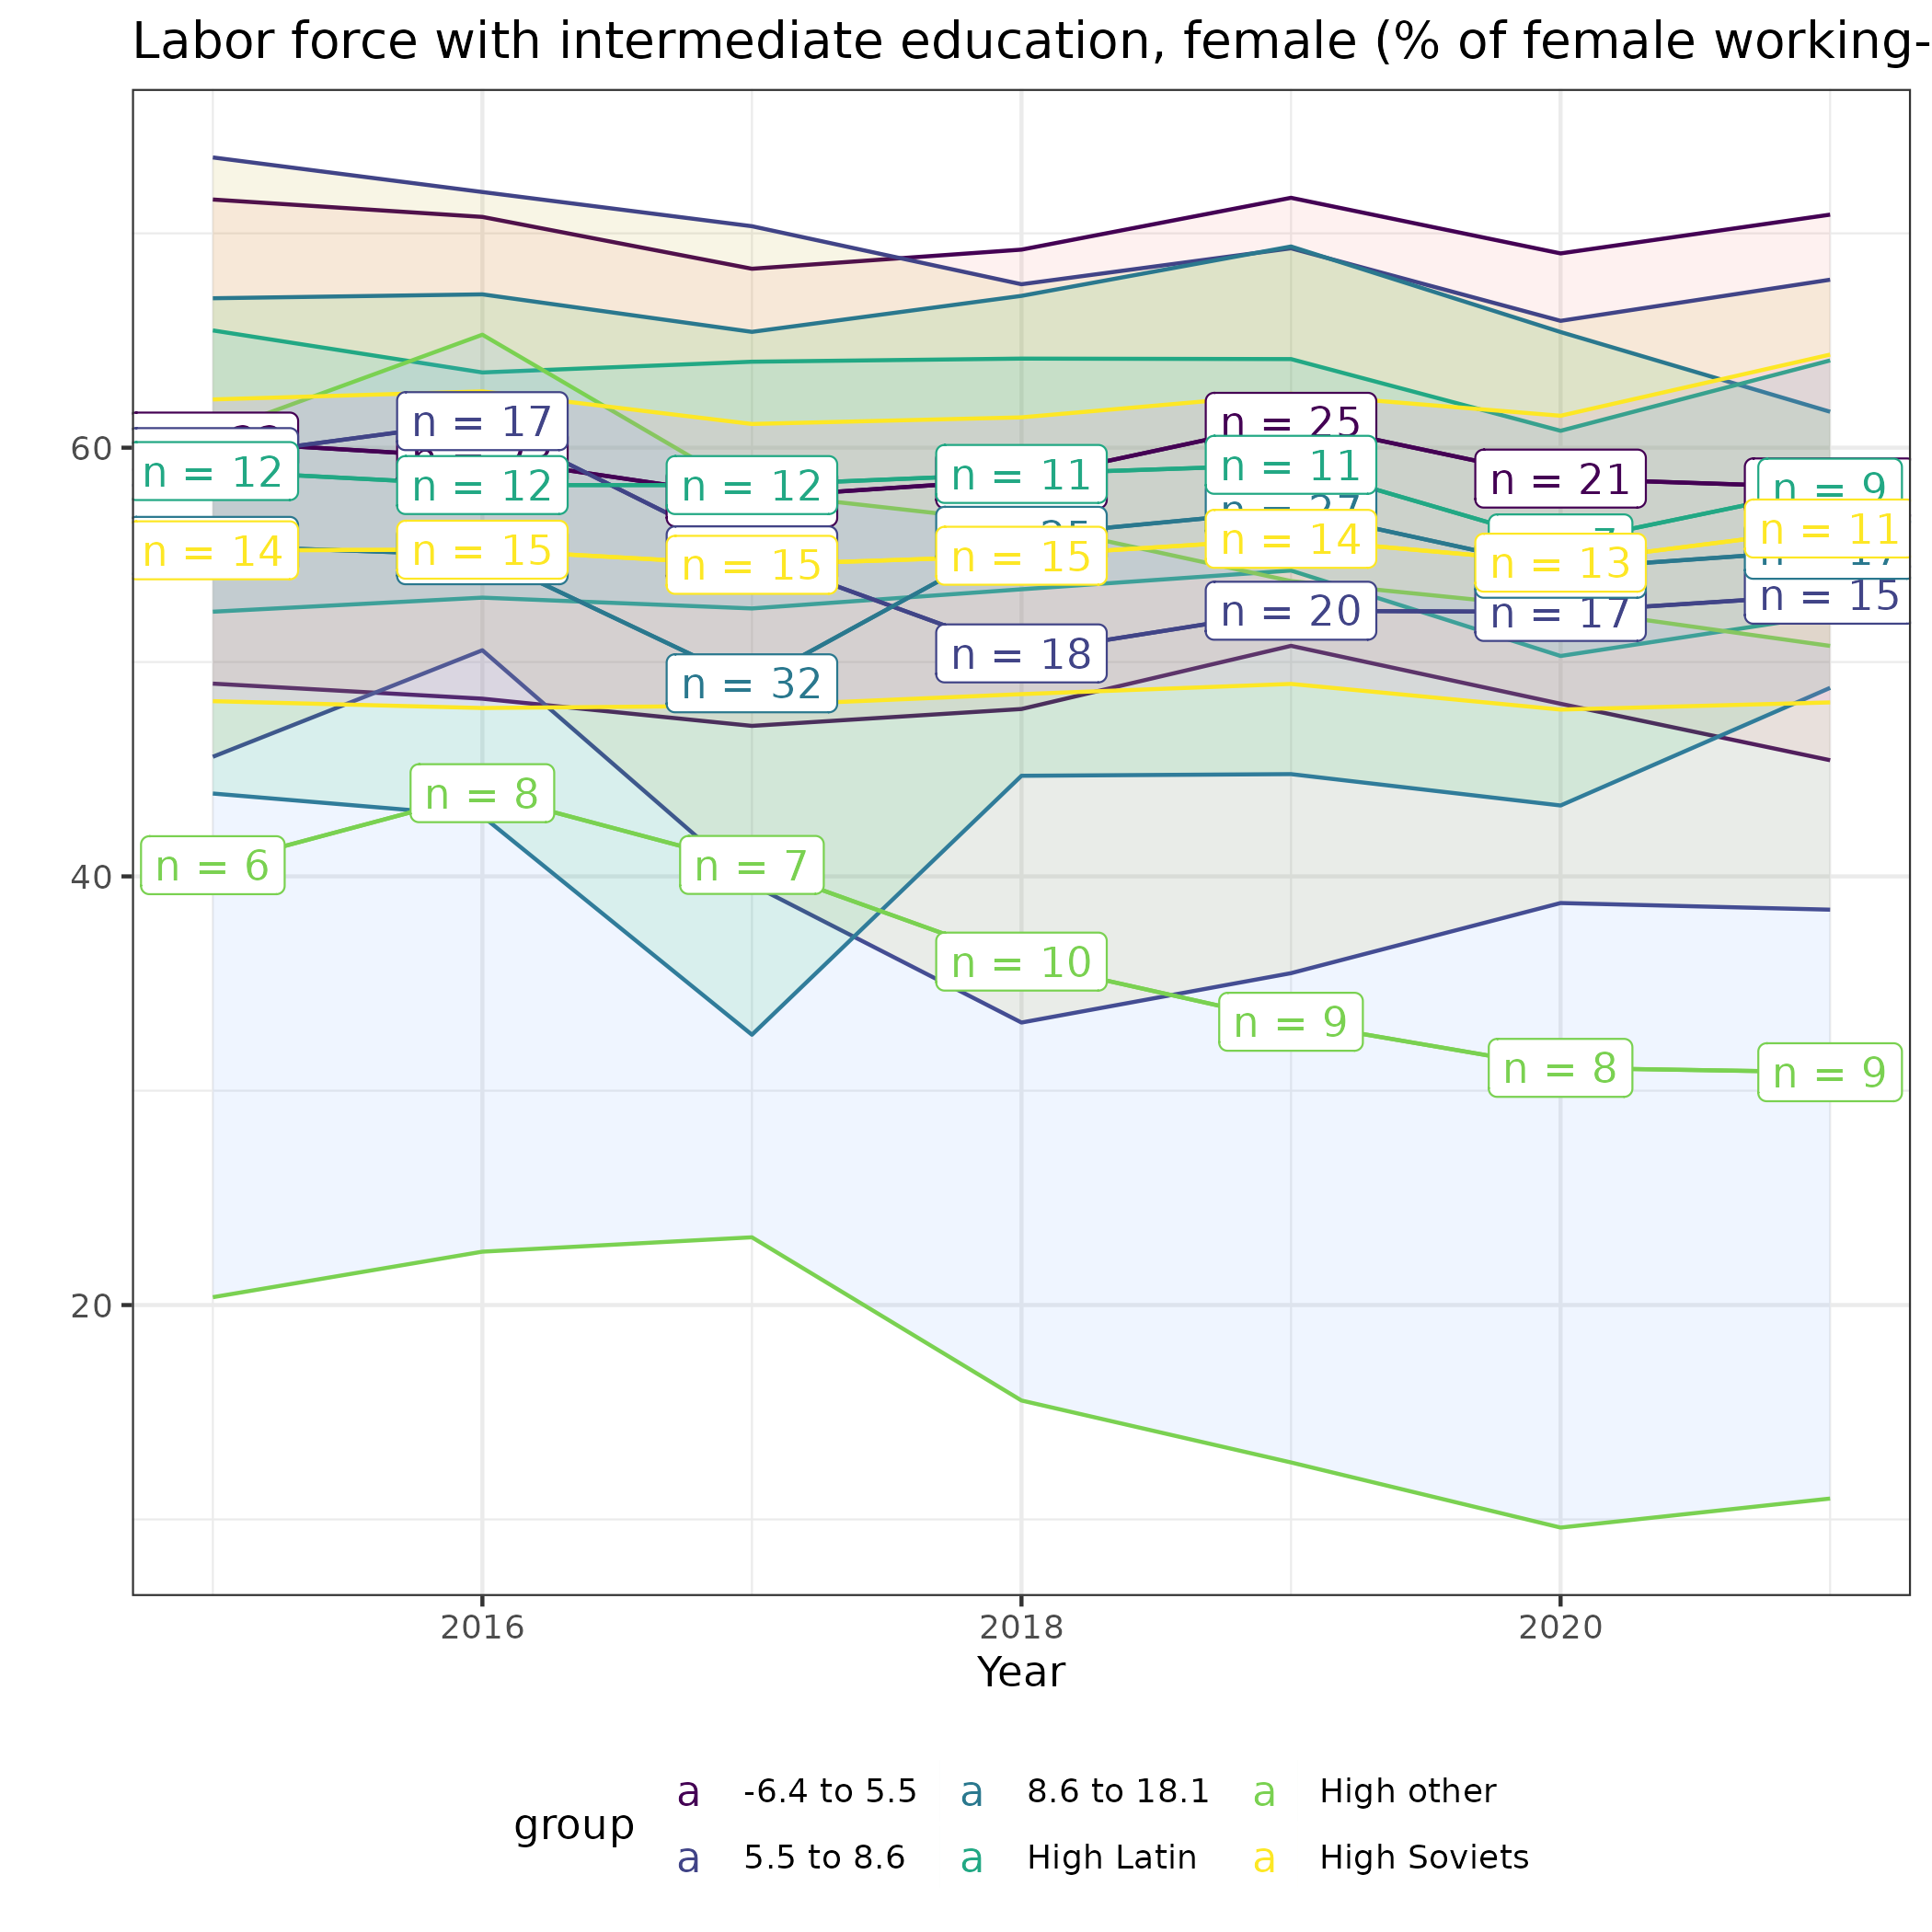 Labor force with intermediate education, female (% of female working-
60
40
20
n = 17
n = 25
n = 12
n = 12
n = 12
n = 11
n = 11
n = 21
n = 9
n = 14
n = 15
n = 15
n = 15
n = 14
n = 13
n = 11
n = 32
n = 18
n = 20
n = 17
n = 15
n = 6
n = 8
n = 7
n = 10
n = 9
n = 8
n = 9
2016 2018 2020
Year
group
a -6.4 to 5.5 a 8.6 to 18.1 a High other
a 5.5 to 8.6 a High Latin a High Soviets